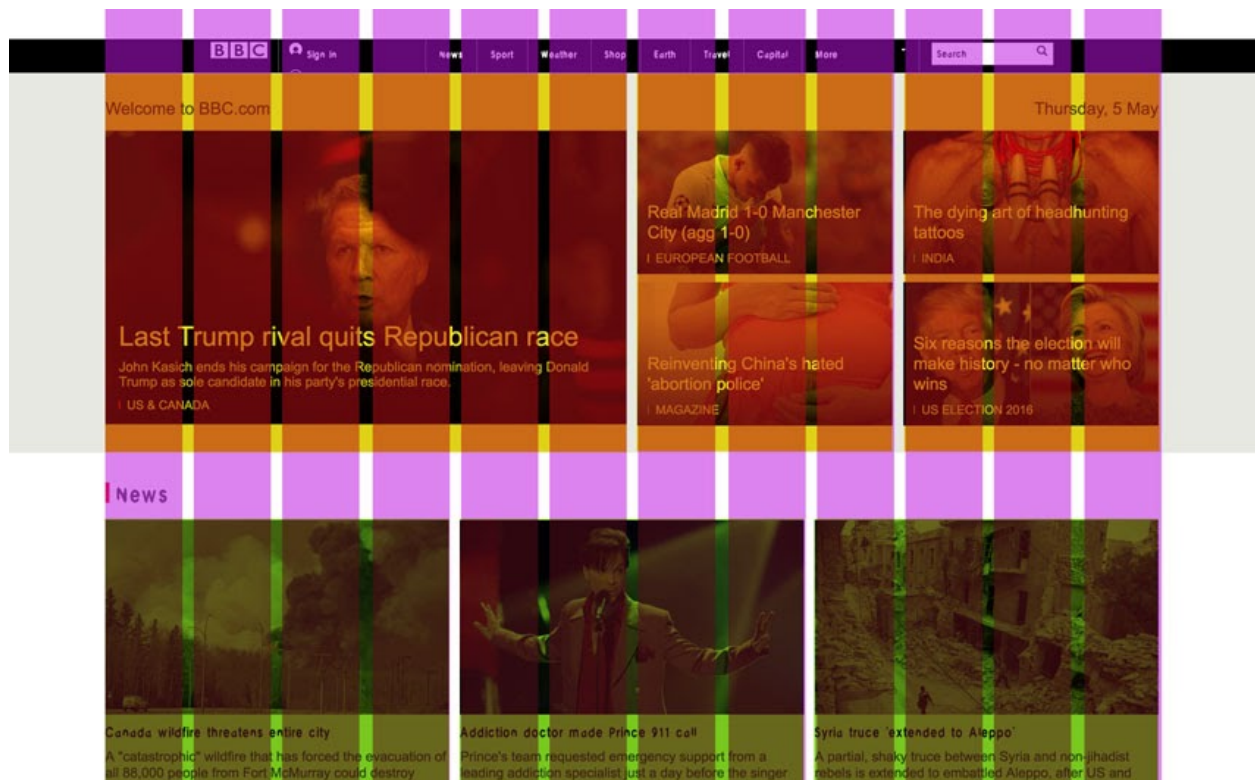 BBC
Sign in
News
Sport
Weather
Shop
Earth
Travel
Capital
More
Search
Welcome to BBC.com
Thursday, 5 May
Last Trump rival quits Republican race
John Kasich ends his campaign for the Republican nomination, leaving Donald
Trump as sole candidate in his party's presidential race.
US & CANADA
Real Madrid 1-0 Manchester
City (agg 1-0)
EUROPEAN FOOTBALL
The dying art of headhunting
tattoos
INDIA
Reinventing China's hated
'abortion police'
MAGAZINE
Six reasons the election will
make history - no matter who
wins
US ELECTION 2016
News
Canada wildfire threatens entire city
A "catastrophic" wildfire that has forced the evacuation of
all 88,000 people from Fort McMurray could destroy
Addiction doctor made Prince 911 call
Prince's team requested emergency support from a
leading addiction specialist just a day before the singer
Syria truce 'extended to Aleppo'
A partial, shaky truce between Syria and non-jihadist
rebels is extended to embattled Aleppo, after US and